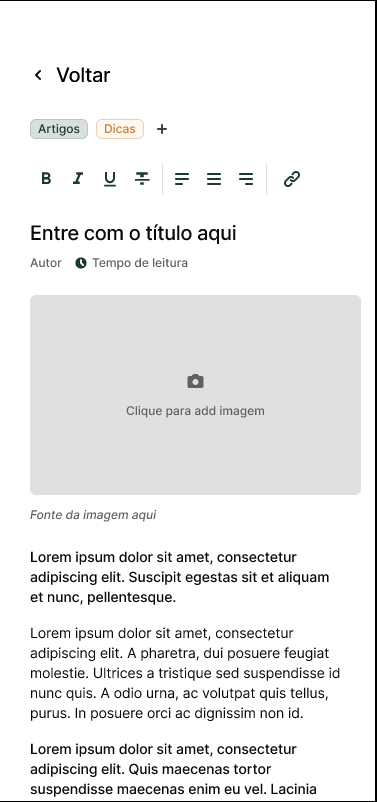 Voltar
Artigos Dicas +
B I U T
Entre com o título aqui
Autor Tempo de leitura
Clique para add imagem
Fonte da imagem aqui
Lorem ipsum dolor sit amet, consectetur
adipiscing elit. Suscipit egestas sit et aliquam
et nunc, pellentesque.
Lorem ipsum dolor sit amet, consectetur
adipiscing elit. A pharetra, dui posuere feugiat
molestie. Ultrices a tristique sed suspendisse id
nunc quis. A odio urna, ac volutpat quis tellus,
purus. In posuere orci ac dignissim non id.
Lorem ipsum dolor sit amet, consectetur
adipiscing elit. Quis maecenas tortor
suspendisse maecenas enim eu vel. Lacinia